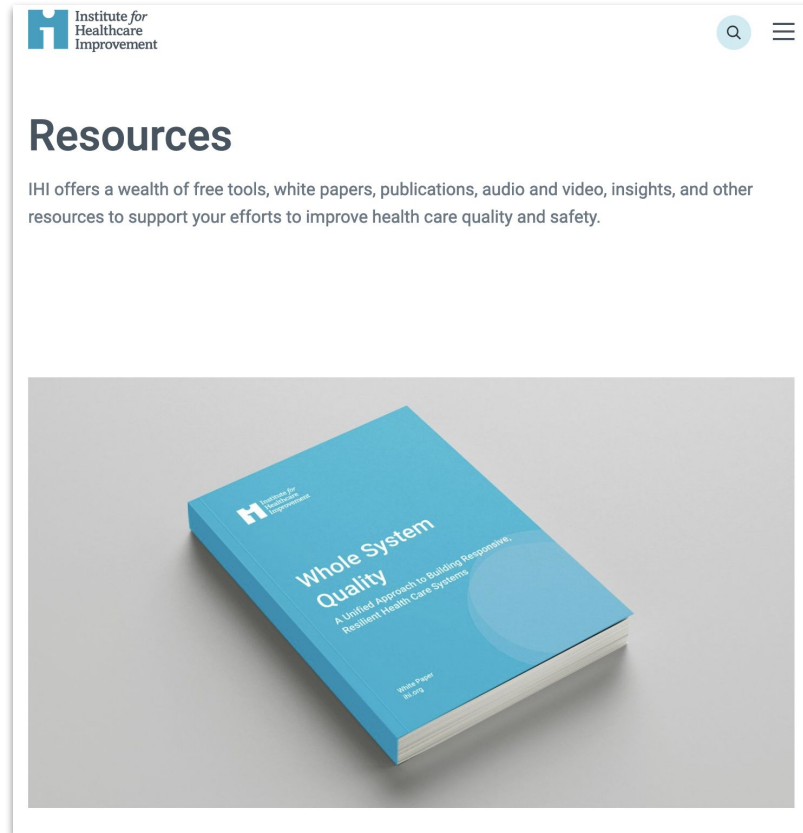 Institute for
Healthcare
Improvement
Resources
IHI offers a wealth of free tools, white papers, publications, audio and video, insights, and other
resources to support your efforts to improve health care quality and safety.
Institute for
Healthcare
Improvement
Whole System
Quality
A Unified Approach to Building Responsive,
Resilient Health Care Systems
White Paper
ihi.org